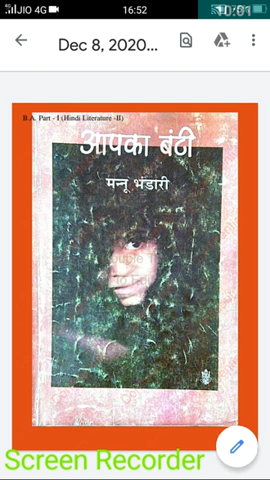 JIO 4G 16:52 10:01
Dec 8, 2020...
B.A. Part - I (Hindi Literature -II)
आपका बंटी
मन्नू भंडारी
Screen Recorder